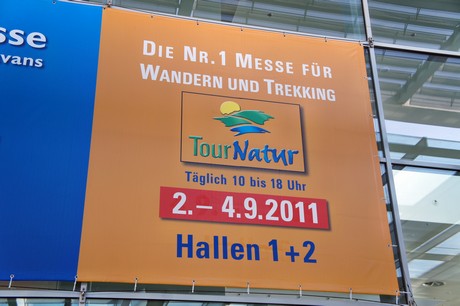 sse
vans
DIE NR.1 MESSE FÜR
WANDERN UND TREKKING
TourNatur
Täglich 10 bis 18 Uhr
2.– 4.9.2011
Hallen 1+2